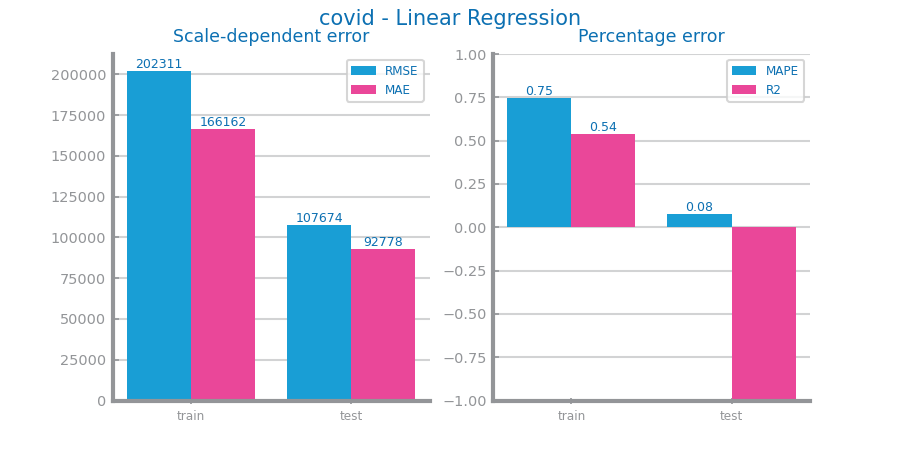 covid - Linear Regression
Scale-dependent error
202311
166162
107674
92778
RMSE
MAE
200000
175000
150000
125000
100000
75000
50000
25000
0
train
test
Percentage error
0.75
0.54
0.08
MAPE
R2
1.00
0.75
0.50
0.25
0.00
−0.25
−0.50
−0.75
−1.00
train
test